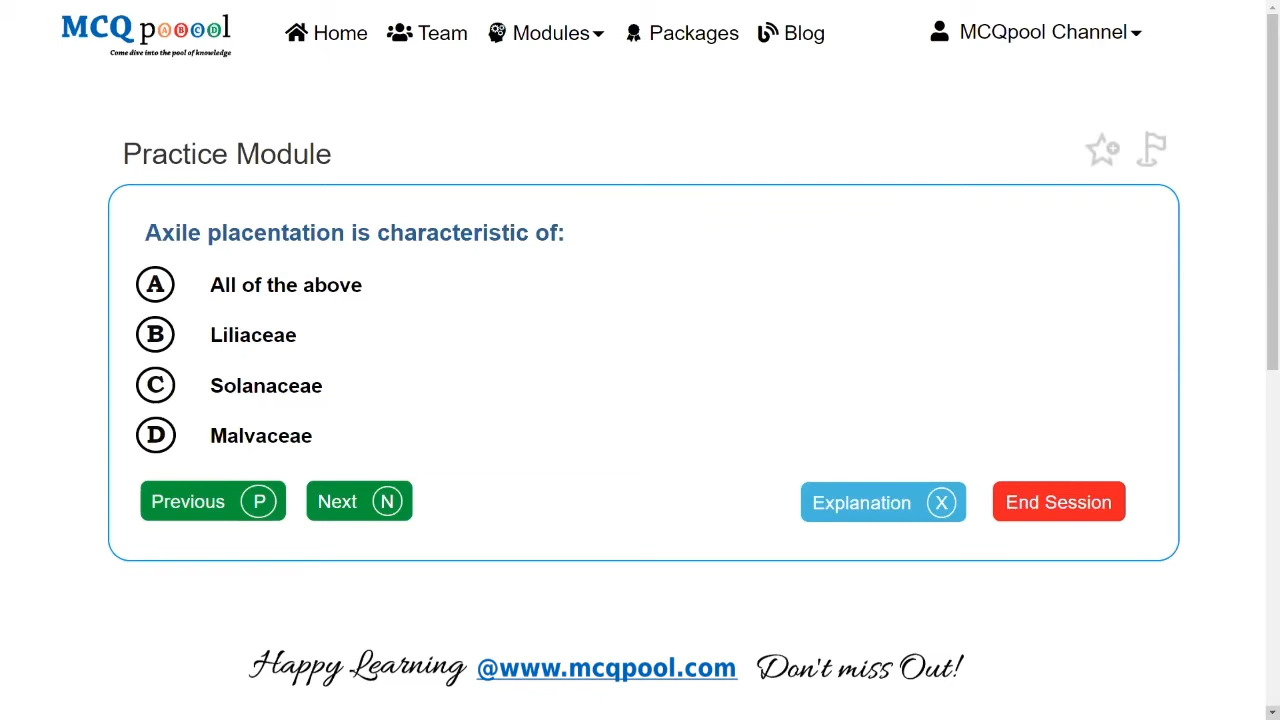 MCQ pooool
A B C D
Come dive into the pool of knowledge
Home Team Modules Packages Blog MCQpool Channel
Practice Module
Axile placentation is characteristic of:
A All of the above
B Liliaceae
C Solanaceae
D Malvaceae
Previous P Next N Explanation X End Session
Happy Learning @www.mcqpool.com Don't miss Out!